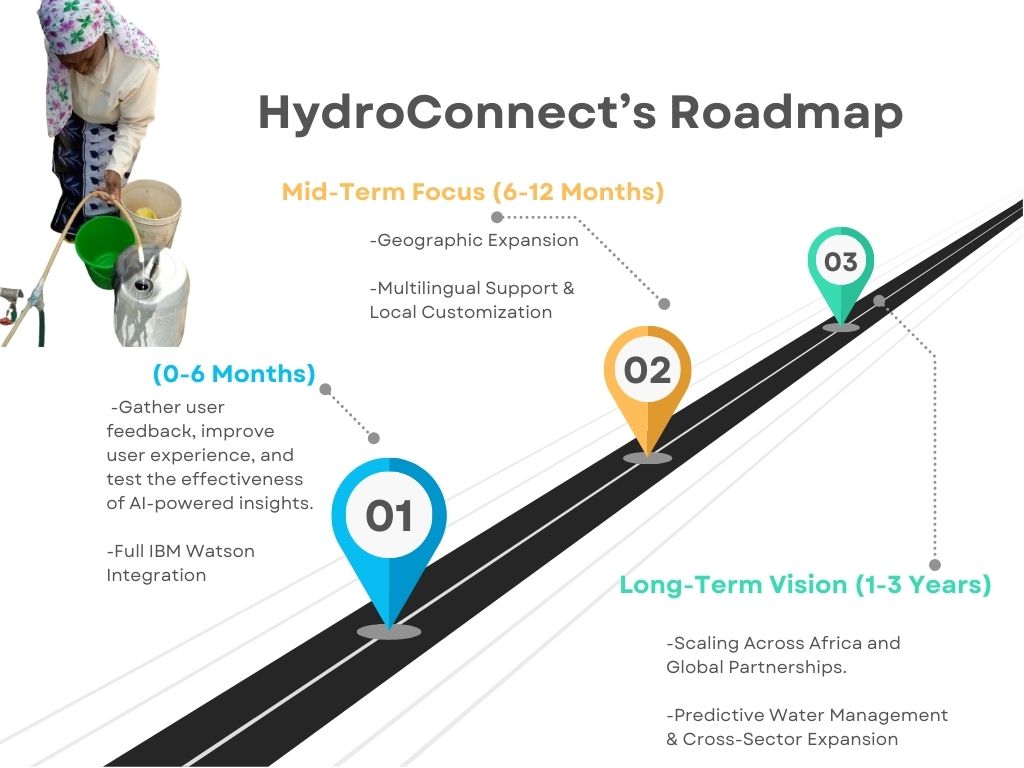 HydroConnect’s Roadmap
Mid-Term Focus (6-12 Months)
-Geographic Expansion
-Multilingual Support &
Local Customization
03
02
(0-6 Months)
-Gather user
feedback, improve
user experience, and
test the effectiveness
of AI-powered insights.
-Full IBM Watson
Integration
01
Long-Term Vision (1-3 Years)
-Scaling Across Africa and
Global Partnerships.
-Predictive Water Management
& Cross-Sector Expansion